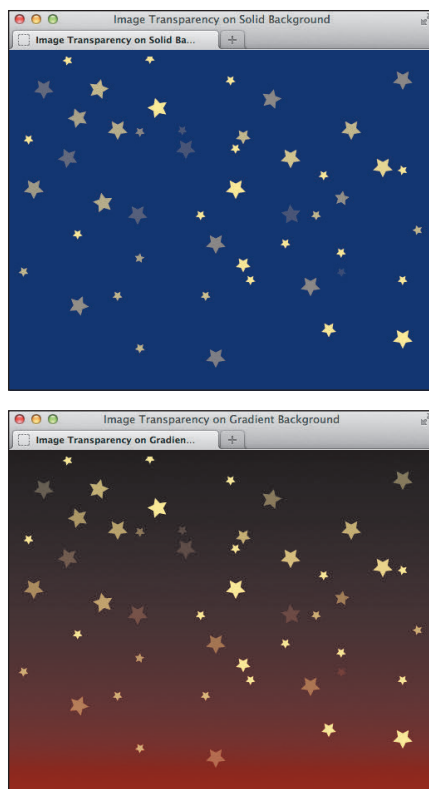 Image Transparency on Solid Background
Image Transparency on Solid Ba...
Image Transparency on Gradient Background
Image Transparency on Gradien...